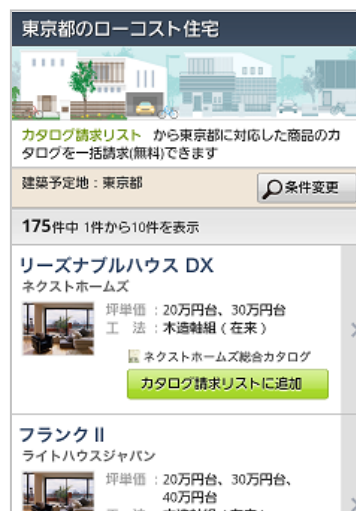 東京都のローコスト住宅
カタログ請求リスト から東京都に対応した商品のカ
タログを一括請求(無料)できます
建築予定地：東京都
条件変更
175件中 1件から10件を表示
リーズナブルハウス DX
ネクストホームズ
坪単価 ：20万円台、30万円台
工 法：木造軸組（在来）
ネクストホームズ総合カタログ
カタログ請求リストに追加
フランクⅡ
ライトハウスジャパン
坪単価 ：20万円台、30万円台、
40万円台